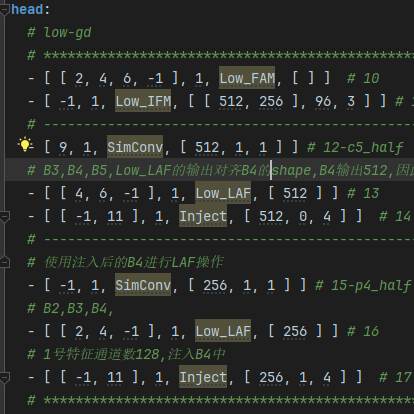 head:
# low-gd
# ****************************************
- [ [ 2, 4, 6, -1 ], 1, Low_FAM, [ ] ]  # 10
- [ -1, 1, Low_IFM, [ [ 512, 256 ], 96, 3 ] ] #
# ----------------------------------------
- [ 9, 1, SimConv, [ 512, 1, 1 ] ] # 12-c5_half
# B3,B4,B5,Low_LAF的输出对齐B4的shape,B4输出512,
- [ [ 4, 6, -1 ], 1, Low_LAF, [ 512 ] ] # 13
- [ [ -1, 11 ], 1, Inject, [ 512, 0, 4 ] ]  # 14
# ----------------------------------------
# 使用注入后的B4进行LAF操作
- [ -1, 1, SimConv, [ 256, 1, 1 ] ] # 15-p4_half
# B2,B3,B4,
- [ [ 2, 4, -1 ], 1, Low_LAF, [ 256 ] ] # 16
# 1号特征通道数128,注入B4中
- [ [ -1, 11 ], 1, Inject, [ 256, 1, 4 ] ]  # 17
# ****************************************